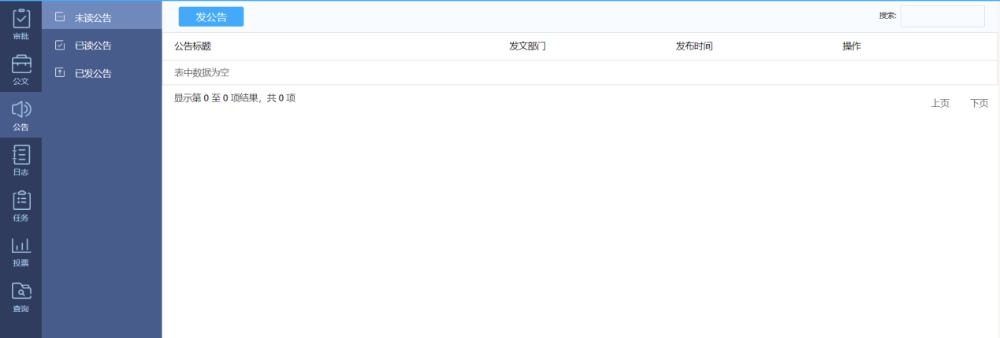 审批
公文
公告
日志
任务
投票
查询
未读公告
已读公告
已发公告
发公告
搜索:
公告标题 发文部门 发布时间 操作
表中数据为空
显示第 0 至 0 项结果，共 0 项
上页 下页